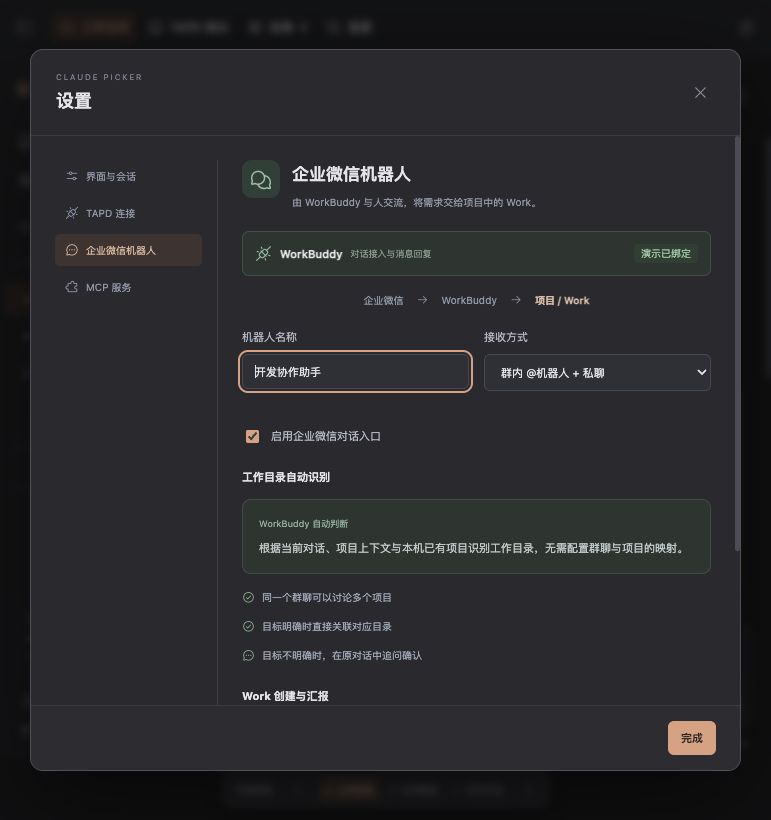 CLAUDE PICKER
设置
界面与会话
TAPD 连接
企业微信机器人
MCP 服务
企业微信机器人
由 WorkBuddy 与人交流，将需求交给项目中的 Work。
WorkBuddy 对话接入与消息回复 演示已绑定
企业微信 → WorkBuddy → 项目 / Work
机器人名称 接收方式
开发协作助手 群内 @机器人 + 私聊
启用企业微信对话入口
工作目录自动识别
WorkBuddy 自动判断
根据当前对话、项目上下文与本机已有项目识别工作目录，无需配置群聊与项目的映射。
同一个群聊可以讨论多个项目
目标明确时直接关联对应目录
目标不明确时，在原对话中追问确认
Work 创建与汇报
完成